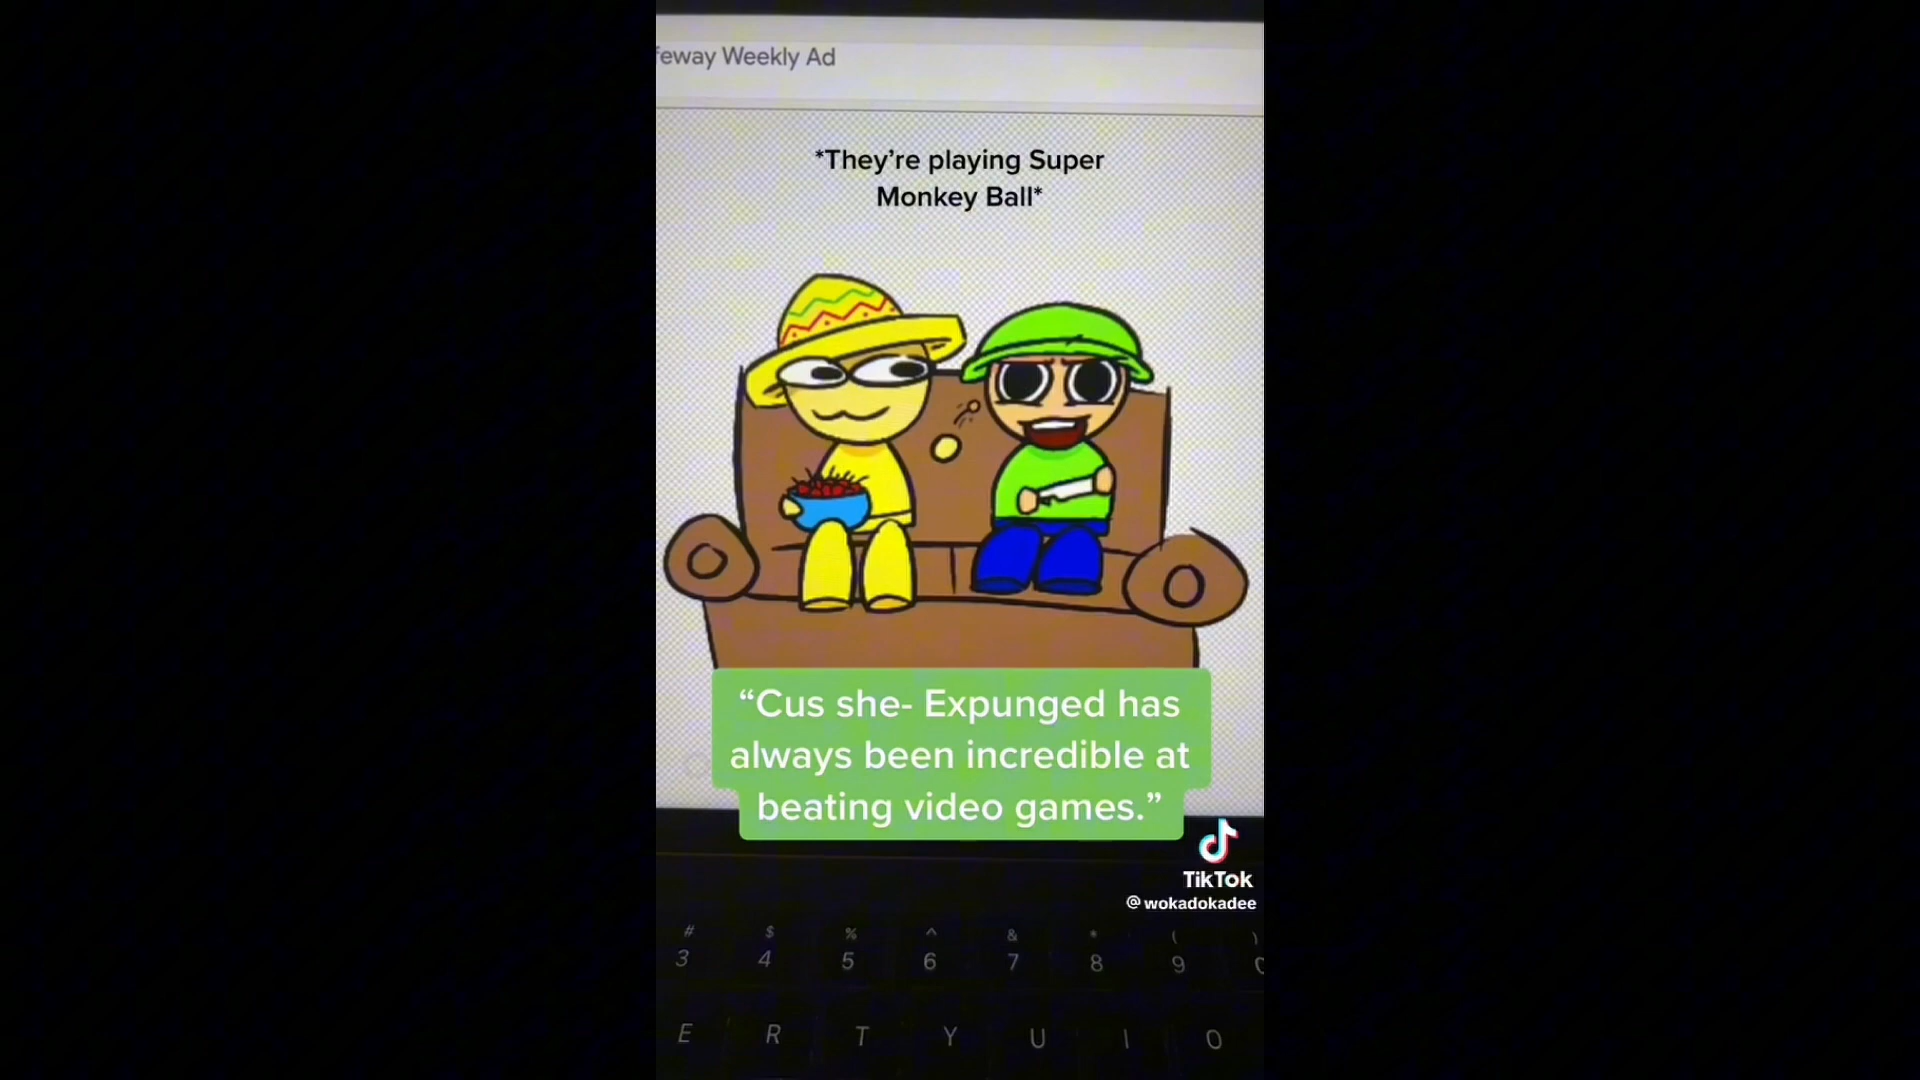 feway Weekly Ad
*They’re playing Super
Monkey Ball*
“Cus she- Expunged has
always been incredible at
beating video games.”
TikTok
@wokadokadee
# $ % ^ & * ( )
3 4 5 6 7 8 9
E R T Y U I O